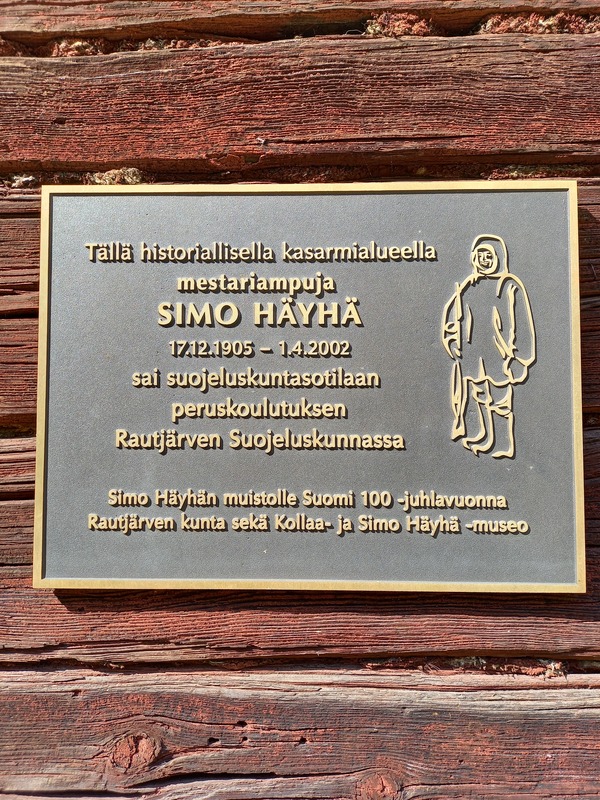 Tällä historiallisella kasarmialueella
mestariampuja
SIMO HÄYHÄ
17.12.1905 – 1.4.2002
sai suojeluskuntasotilaan
peruskoulutuksen
Rautjärven Suojeluskunnassa
Simo Häyhän muistolle Suomi 100 -juhlavuonna
Rautjärven kunta sekä Kollaa- ja Simo Häyhä -museo